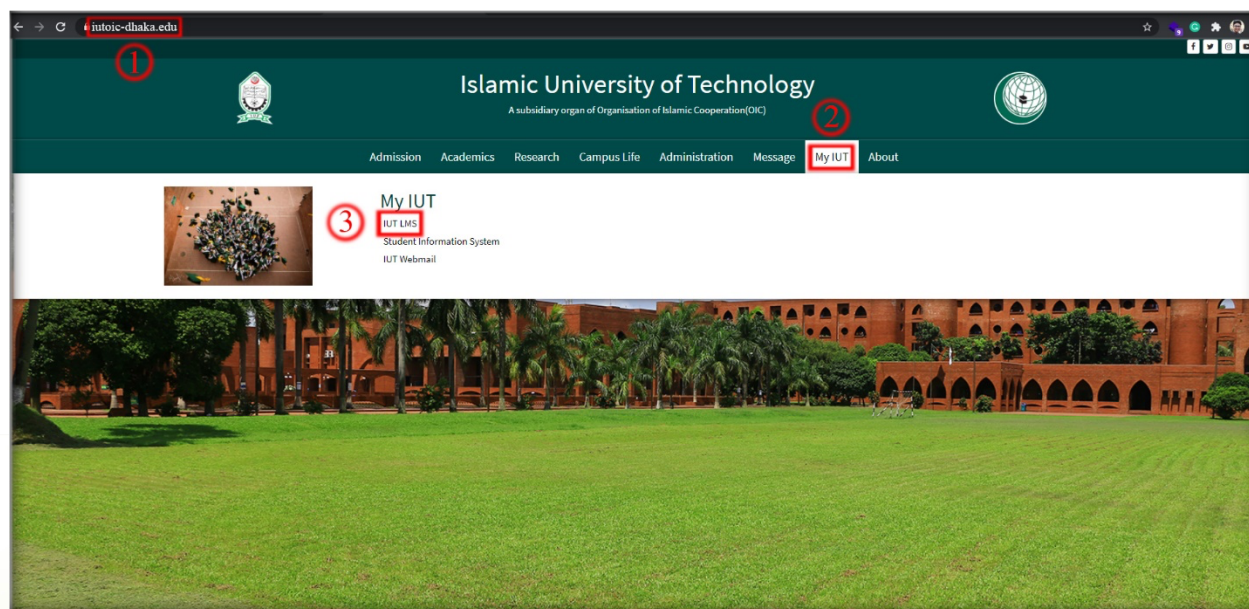 iutoic-dhaka.edu
1
Islamic University of Technology
A subsidiary organ of Organisation of Islamic Cooperation(OIC)
2
Admission Academics Research Campus Life Administration Message My IUT About
My IUT
3
IUT LMS
Student Information System
IUT Webmail